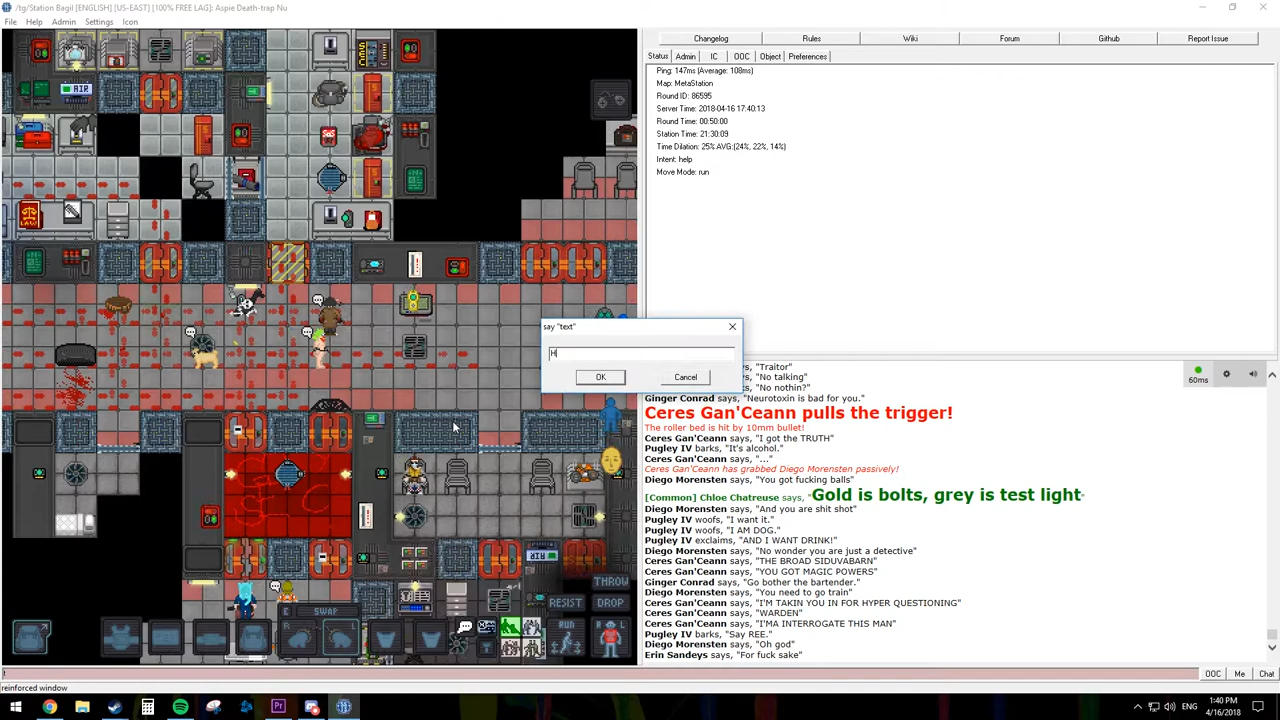 /tg/Station Bagil [ENGLISH] [US-EAST] [100% FREE LAG]: Aspie Death-trap Nu
File Help Admin Settings Icon
Changelog Rules Wiki Forum Github Report Issue
Status Admin IC OOC Object Preferences
Ping: 147ms (Average: 108ms)
Map: MetaStation
Round ID: 86595
Server Time: 2018-04-16 17:40:13
Round Time: 00:50:00
Station Time: 21:30:09
Time Dilation: 25% AVG:(24%, 22%, 14%)
Intent: help
Move Mode: run
AIR
SoS
LAW
say "text"
H
OK Cancel
60ms
"Traitor"
"No talking"
"No nothin?"
Ginger Conrad says, "Neurotoxin is bad for you."
Ceres Gan'Ceann pulls the trigger!
The roller bed is hit by 10mm bullet!
Ceres Gan'Ceann says, "I got the TRUTH"
Pugley IV barks, "It's alcohol."
Ceres Gan'Ceann says, "..."
Ceres Gan'Ceann has grabbed Diego Morensten passively!
Diego Morensten says, "You got fucking balls"
[Common] Chloe Chatreuse says, "Gold is bolts, grey is test light"
Diego Morensten says, "And you are shit shot"
Pugley IV woofs, "I want it."
Pugley IV woofs, "I AM DOG."
Pugley IV exclaims, "AND I WANT DRINK!"
Diego Morensten says, "No wonder you are just a detective"
Ceres Gan'Ceann says, "THE BROAD SIDUVABARN"
Ceres Gan'Ceann says, "YOU GOT MAGIC POWERS"
Ginger Conrad says, "Go bother the bartender."
Diego Morensten says, "You need to go train"
Ceres Gan'Ceann says, "I'M TAKIN YOU IN FOR HYPER QUESTIONING"
Ceres Gan'Ceann says, "WARDEN"
Ceres Gan'Ceann says, "I'MA INTERROGATE THIS MAN"
Pugley IV barks, "Say REE."
Diego Morensten says, "Oh god"
Erin Sandeys says, "For fuck sake"
AIR
THROW
RESIST DROP
E SWAP
R L
RUN
R L
!
OOC Me Chat
reinforced window
ENG
1:40 PM
4/16/2018